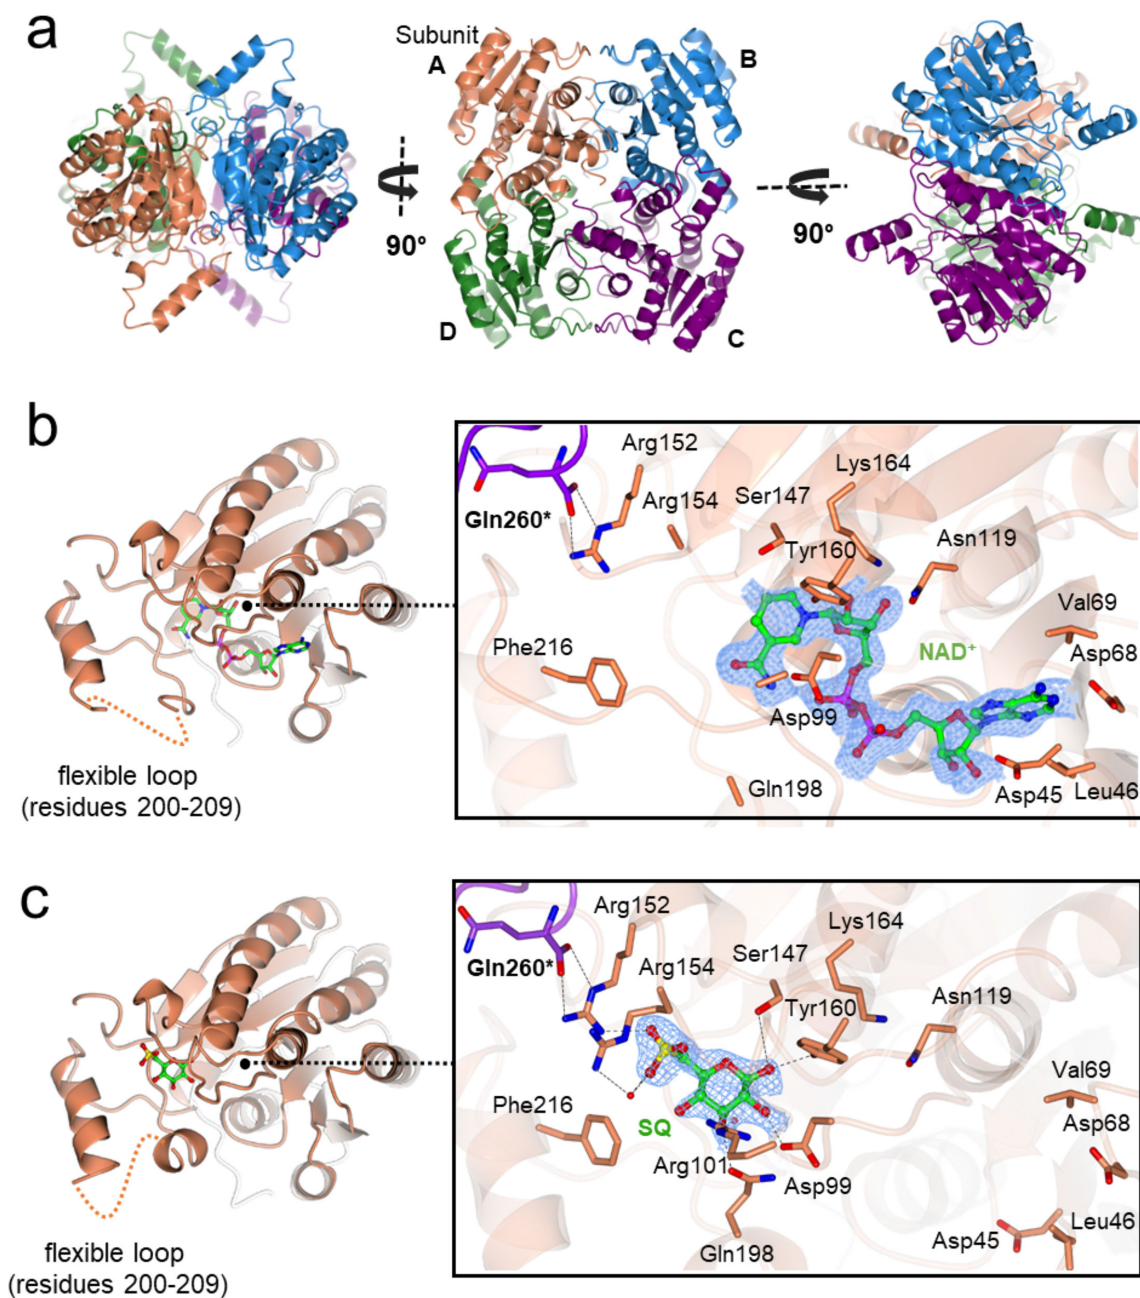 a
Subunit
A
B
90°
90°
D
C
b
Arg152
Lys164
Arg154
Ser147
Gln260*
Tyr160
Asn119
Val69
Phe216
NAD⁺
Asp68
Asp99
flexible loop
(residues 200-209)
Gln198
Asp45
Leu46
c
Arg152
Lys164
Gln260*
Arg154
Ser147
Tyr160
Asn119
Val69
Phe216
SQ
Asp68
Arg101
Asp99
flexible loop
(residues 200-209)
Gln198
Asp45
Leu46